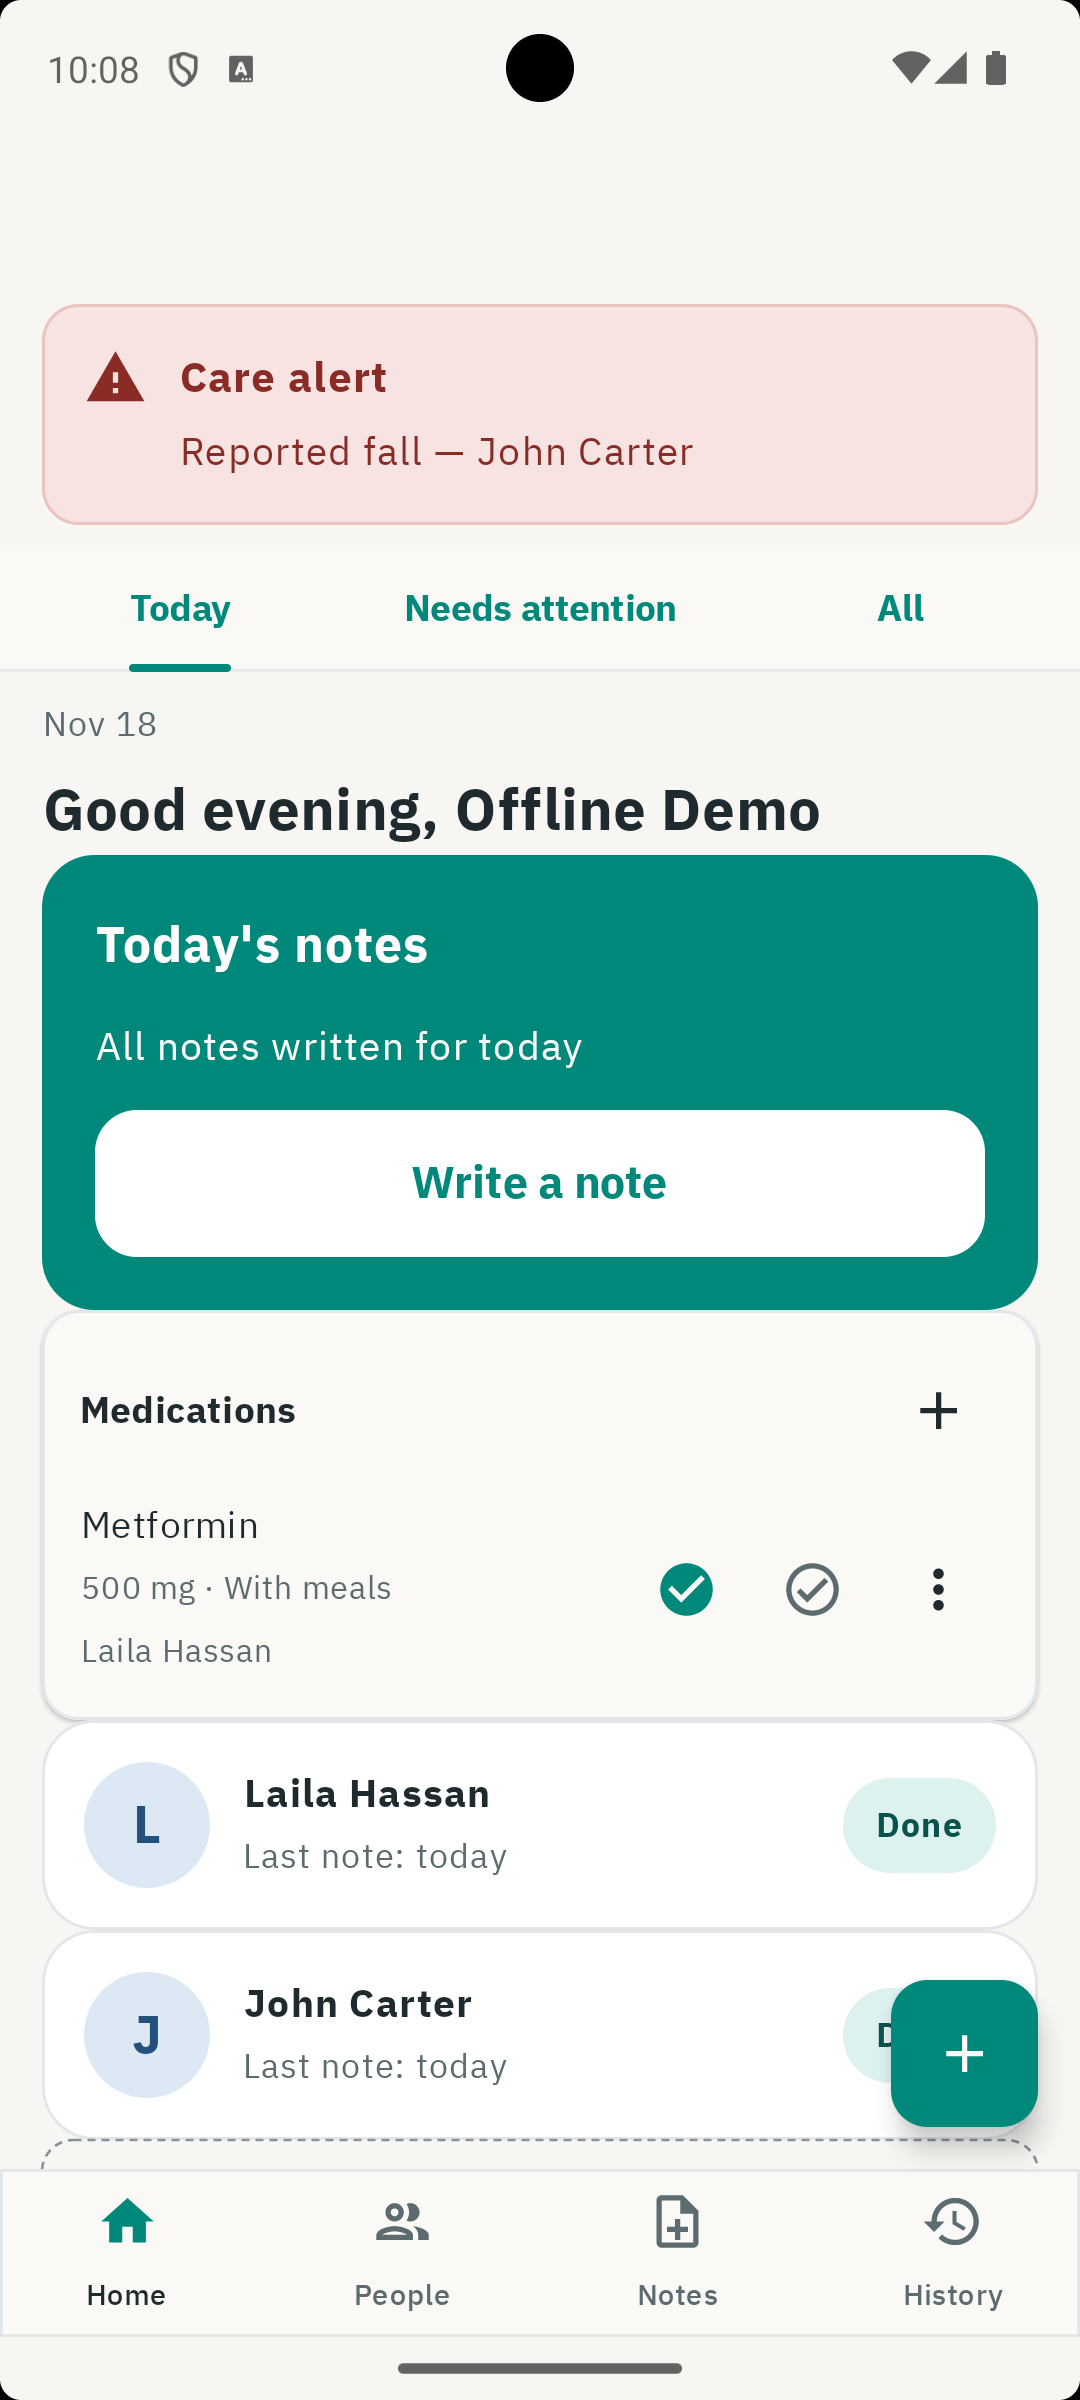 10:08
Care alert
Reported fall — John Carter
Today
Needs attention
All
Nov 18
Good evening, Offline Demo
Today's notes
All notes written for today
Write a note
Medications
Metformin
500 mg · With meals
Laila Hassan
L
Laila Hassan
Last note: today
Done
J
John Carter
Last note: today
Home
People
Notes
History